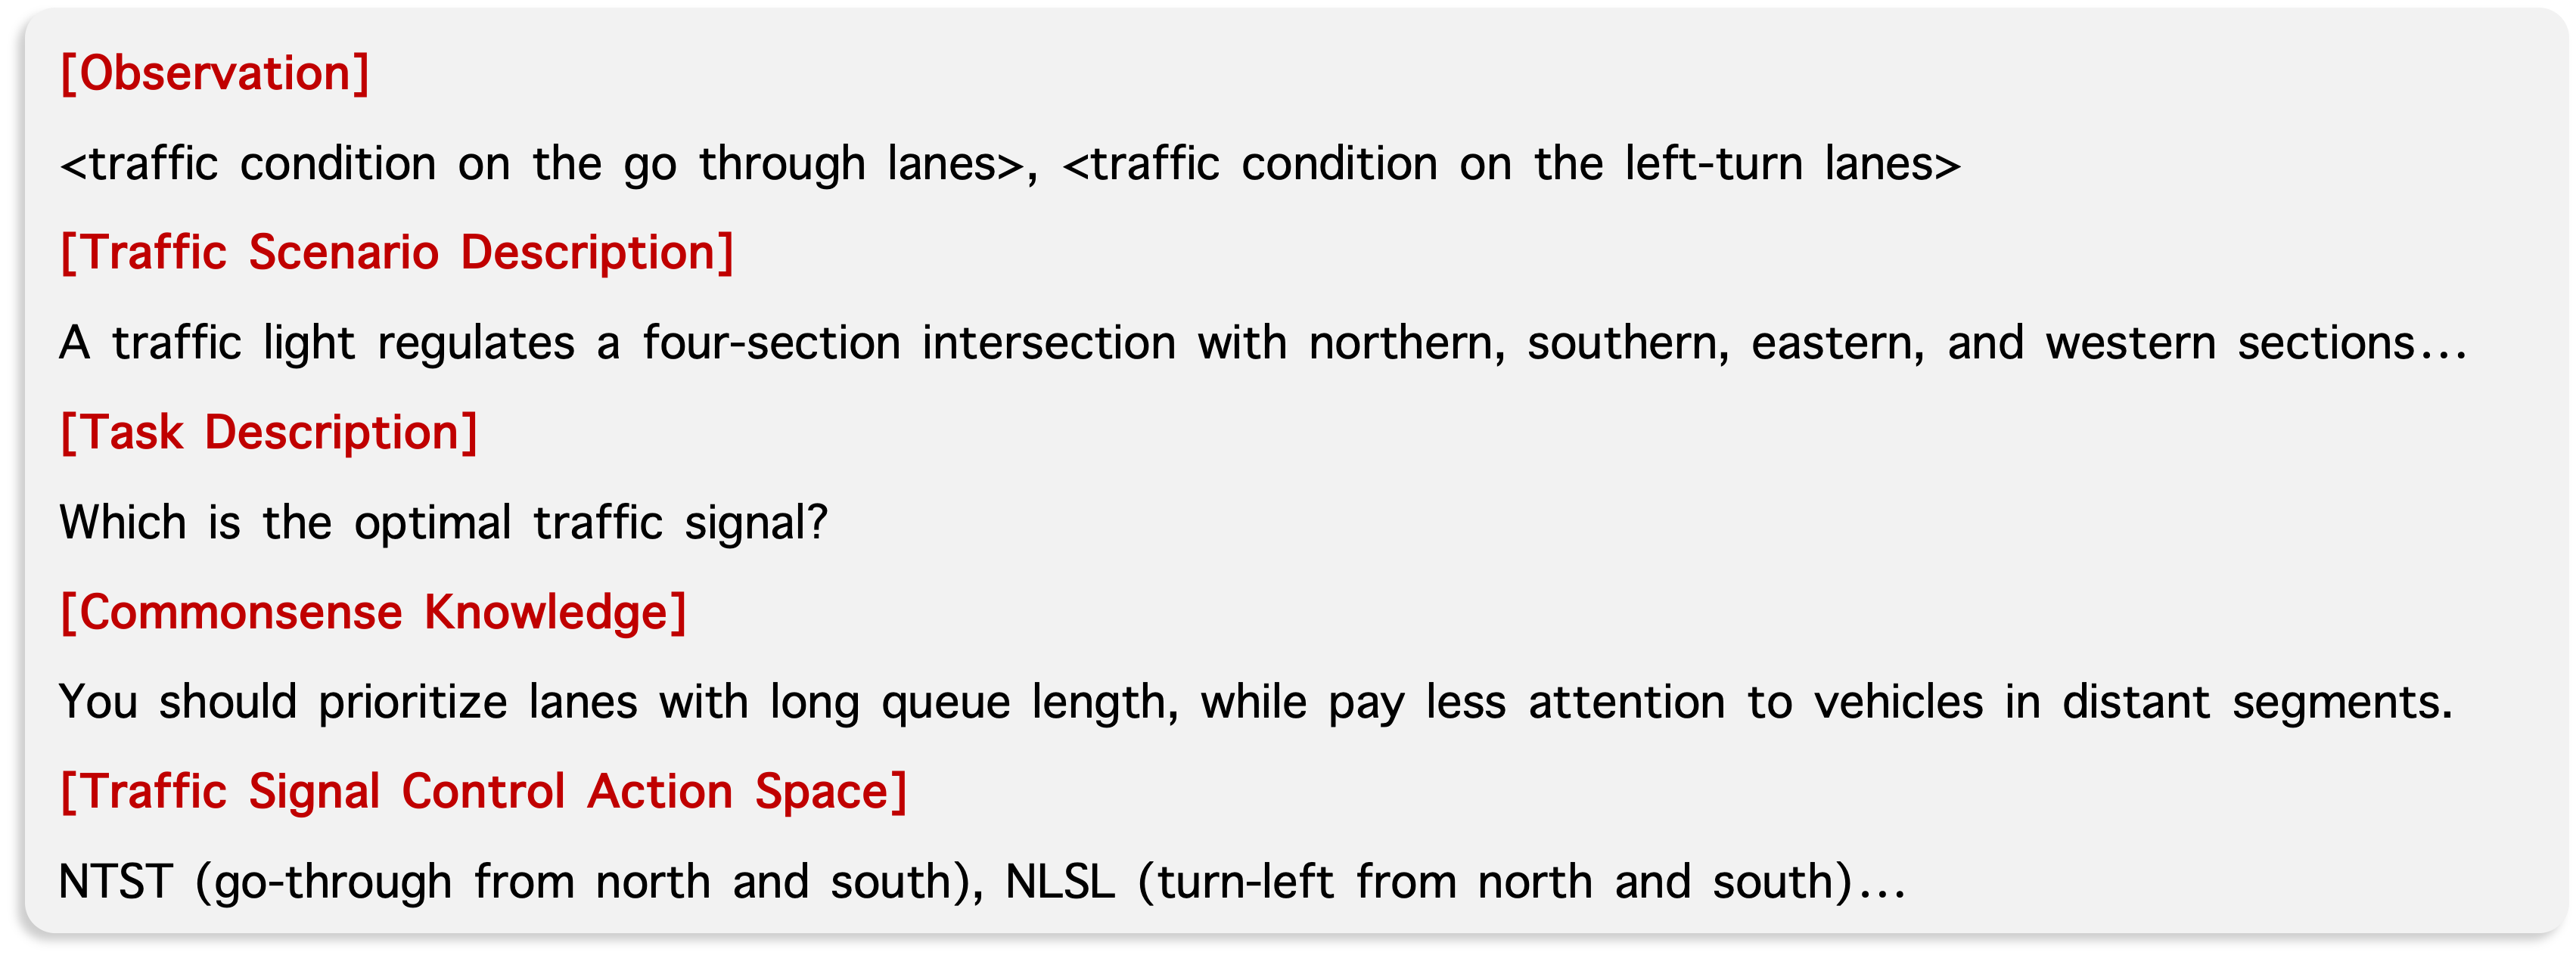 [Observation]
<traffic condition on the go through lanes>, <traffic condition on the left-turn lanes>
[Traffic Scenario Description]
A traffic light regulates a four-section intersection with northern, southern, eastern, and western sections...
[Task Description]
Which is the optimal traffic signal?
[Commonsense Knowledge]
You should prioritize lanes with long queue length, while pay less attention to vehicles in distant segments.
[Traffic Signal Control Action Space]
NTST (go-through from north and south), NLSL (turn-left from north and south)...